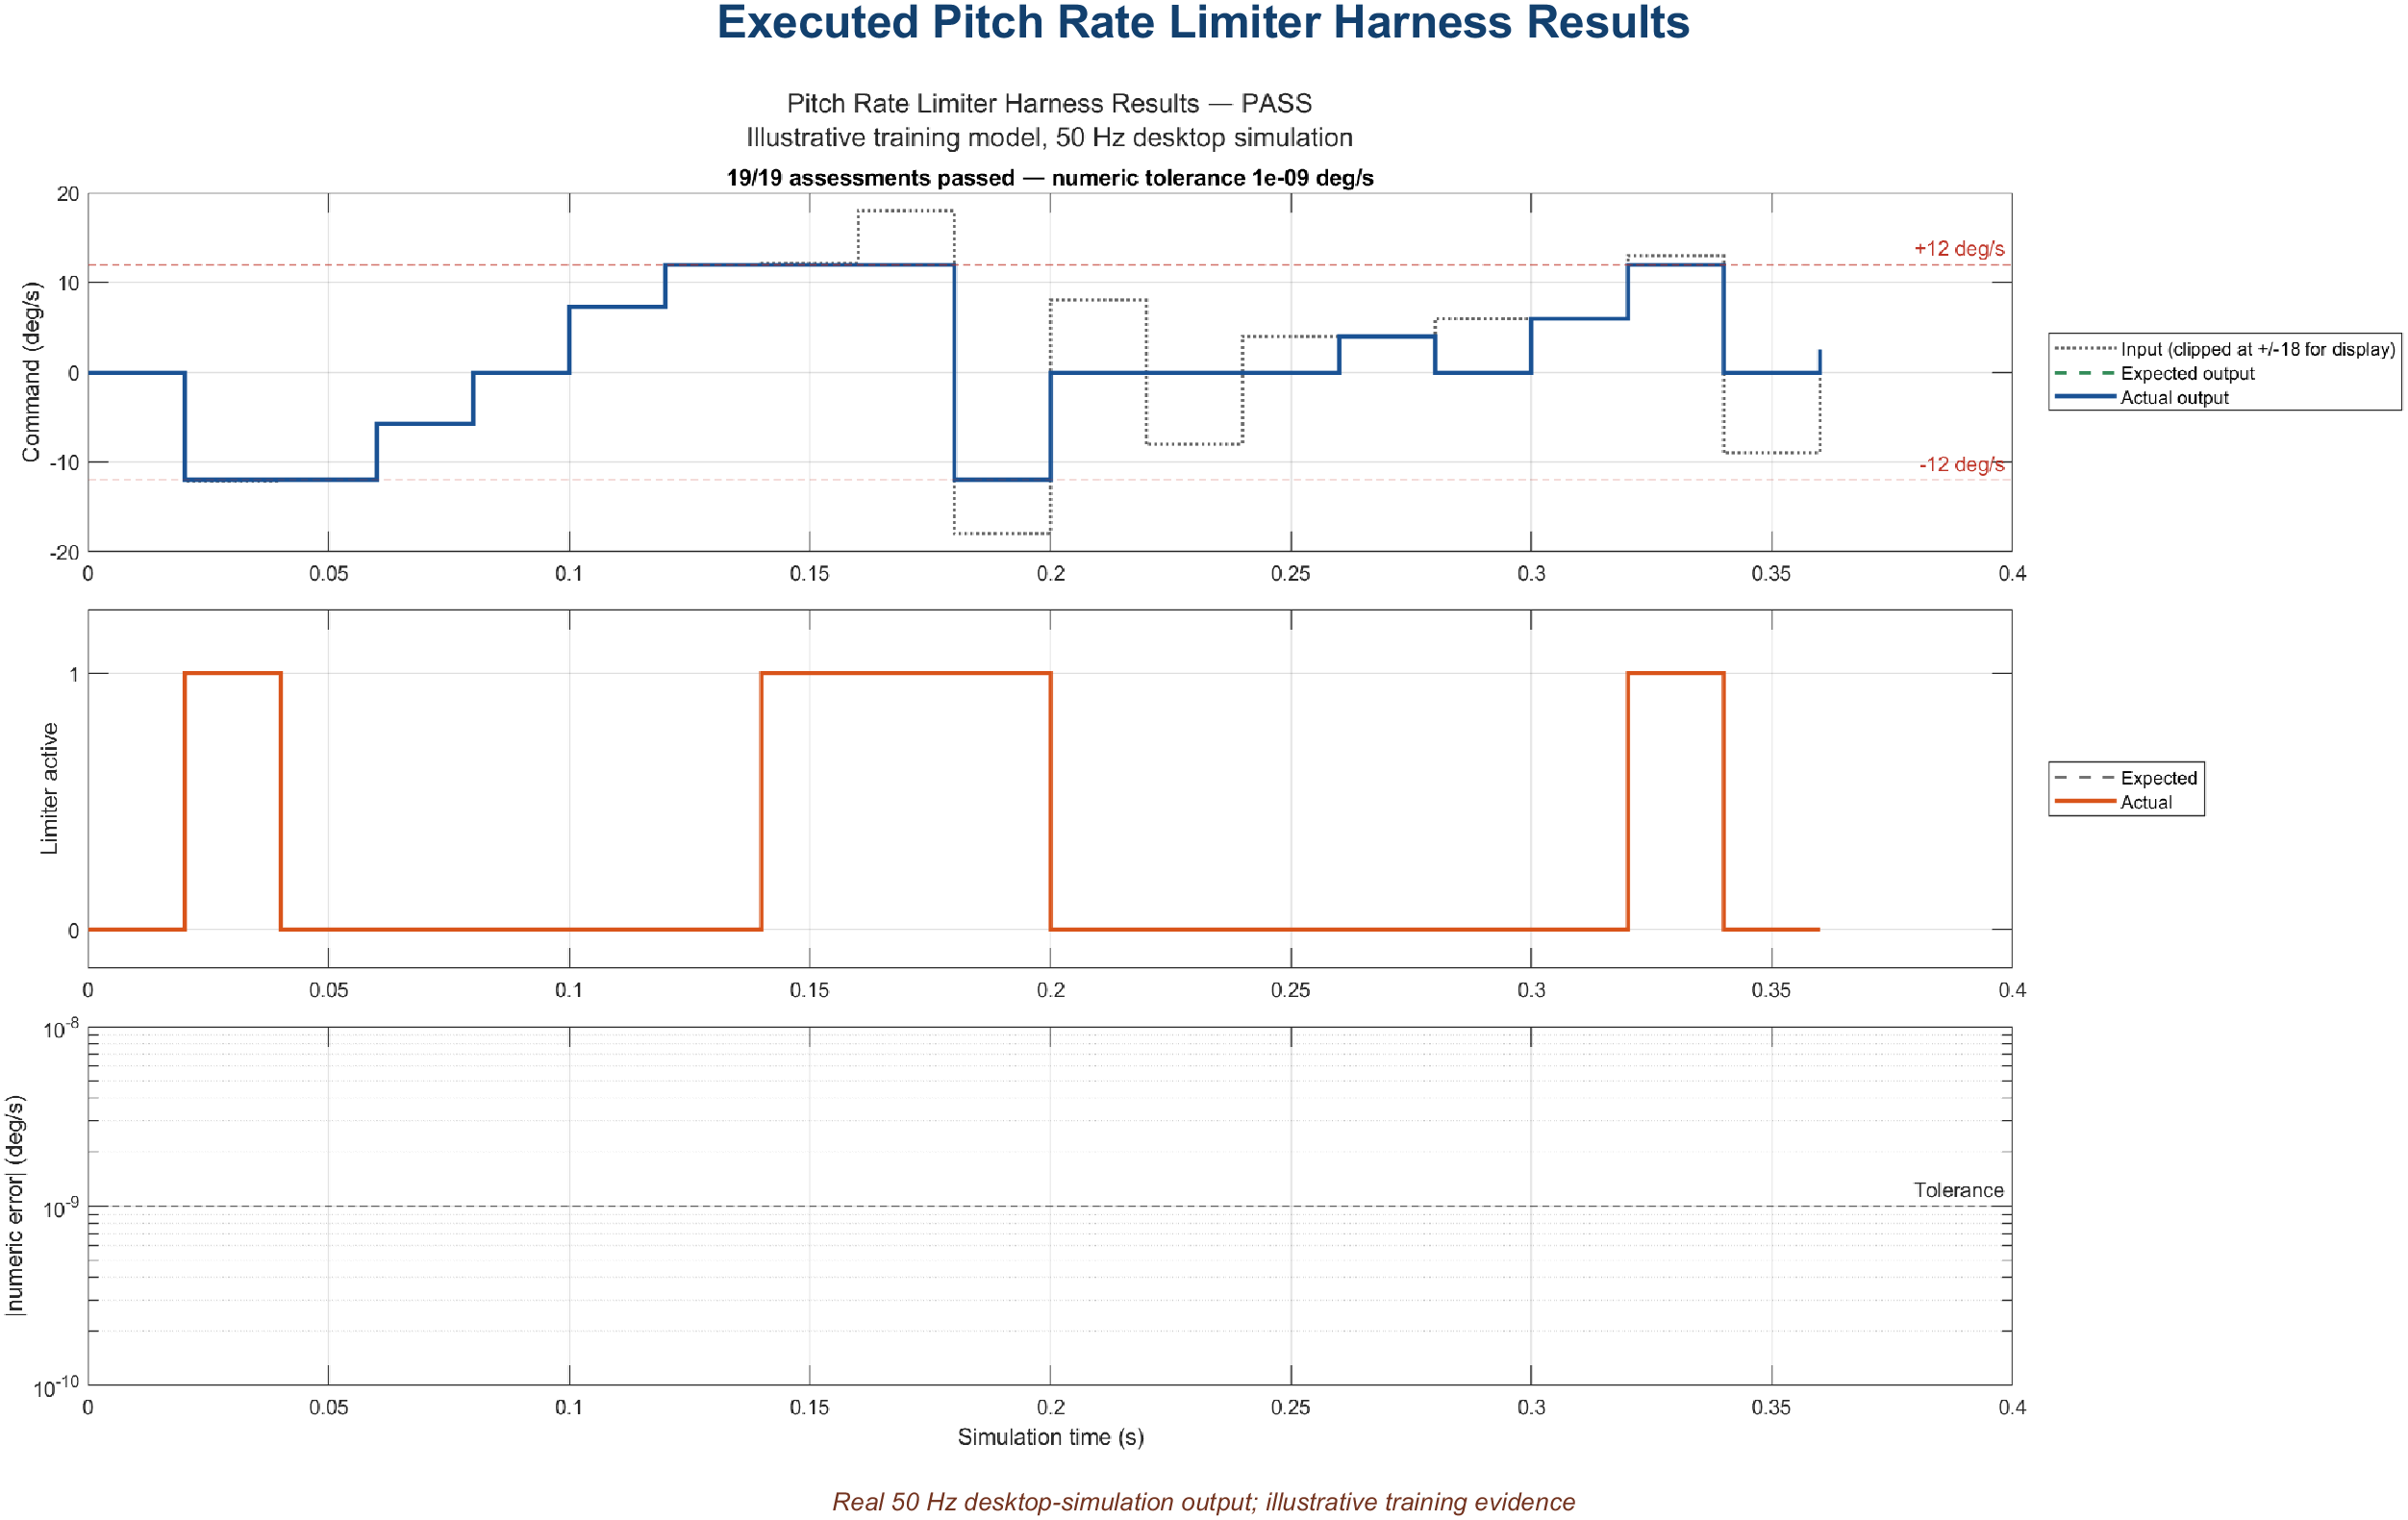 Executed Pitch Rate Limiter Harness Results
Pitch Rate Limiter Harness Results — PASS
Illustrative training model, 50 Hz desktop simulation
19/19 assessments passed — numeric tolerance 1e-09 deg/s
Command (deg/s)
20
10
0
-10
-20
+12 deg/s
-12 deg/s
0 0.05 0.1 0.15 0.2 0.25 0.3 0.35 0.4
Input (clipped at +/-18 for display)
Expected output
Actual output
Limiter active
1
0
0 0.05 0.1 0.15 0.2 0.25 0.3 0.35 0.4
Expected
Actual
|numeric error| (deg/s)
10^-8
10^-9
10^-10
Tolerance
0 0.05 0.1 0.15 0.2 0.25 0.3 0.35 0.4
Simulation time (s)
Real 50 Hz desktop-simulation output; illustrative training evidence